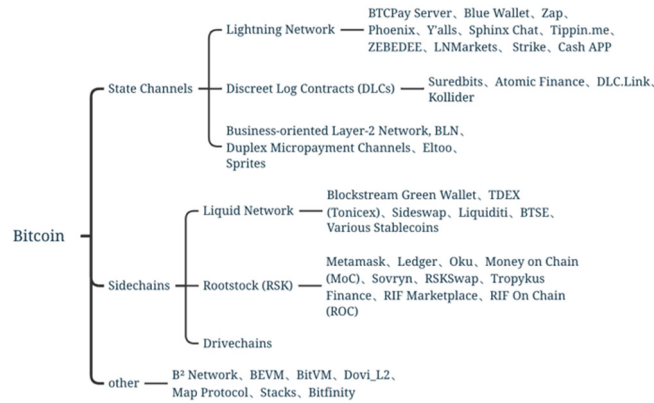 Bitcoin
State Channels
Lightning Network
BTCPay Server、Blue Wallet、Zap、
Phoenix、Y'alls、Sphinx Chat、Tippin.me、
ZEBEDEE、LNMarkets、Strike、Cash APP
Discreet Log Contracts (DLCs)
Suredbits、Atomic Finance、DLC.Link、
Kollider
Business-oriented Layer-2 Network, BLN、
Duplex Micropayment Channels、Eltoo、
Sprites
Sidechains
Liquid Network
Blockstream Green Wallet、TDEX
(Tonicex)、Sideswap、Liquiditi、BTSE、
Various Stablecoins
Rootstock (RSK)
Metamask、Ledger、Oku、Money on Chain
(MoC)、Sovryn、RSKSwap、Tropykus
Finance、RIF Marketplace、RIF On Chain
(ROC)
Drivechains
other
B² Network、BEVM、BitVM、Dovi_L2、
Map Protocol、Stacks、Bitfinity